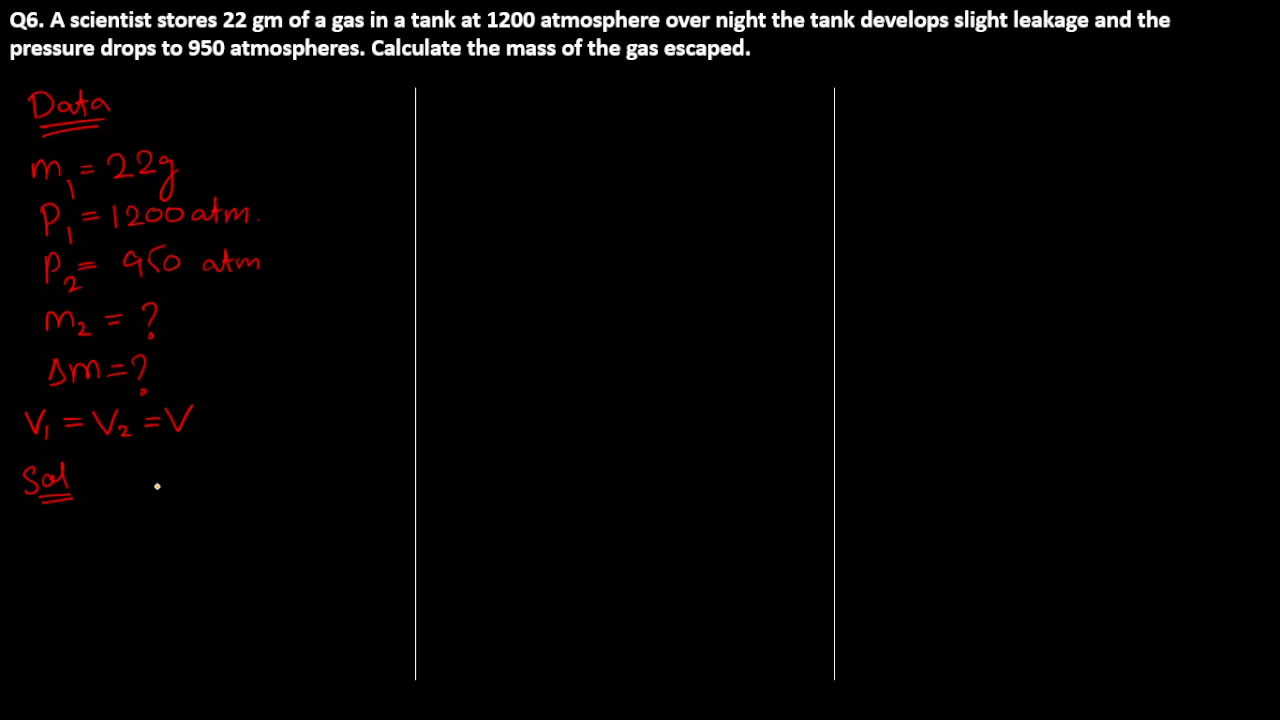 Q6. A scientist stores 22 gm of a gas in a tank at 1200 atmosphere over night the tank develops slight leakage and the
pressure drops to 950 atmospheres. Calculate the mass of the gas escaped.
Data
m₁ = 22g
P₁ = 1200 atm.
P₂ = 950 atm
m₂ = ?
Δm = ?
V₁ = V₂ = V
Sol